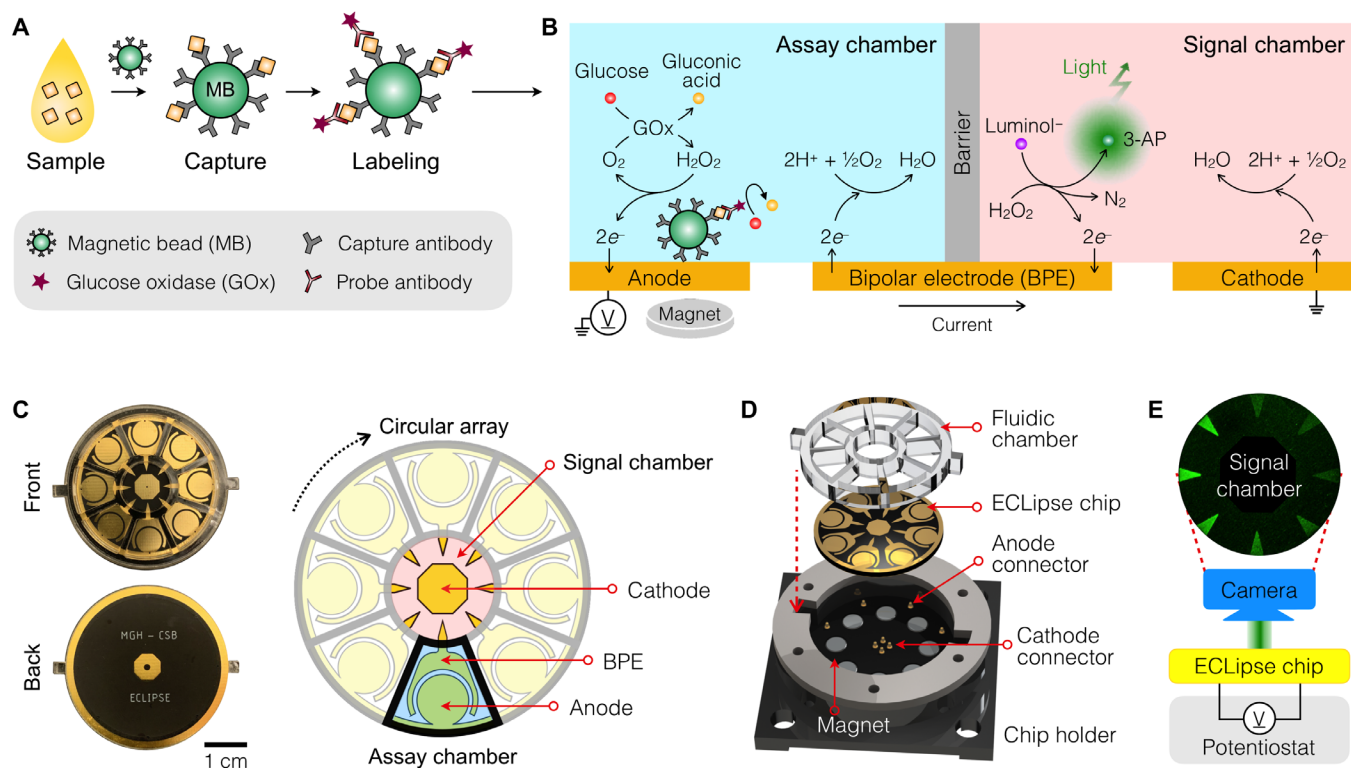 A
Sample
MB
Capture
Labeling
Magnetic bead (MB)
Capture antibody
Glucose oxidase (GOx)
Probe antibody
B
Assay chamber
Signal chamber
Barrier
Glucose
Gluconic
acid
GOx
O₂
H₂O₂
2H⁺ + ½O₂
H₂O
Light
Luminol⁻
3-AP
H₂O₂
N₂
H₂O
2H⁺ + ½O₂
2e⁻
2e⁻
2e⁻
2e⁻
Anode
Bipolar electrode (BPE)
Cathode
V
Magnet
Current
C
Front
Back
MGH – CSB
ECLIPSE
1 cm
Circular array
Signal chamber
Cathode
BPE
Anode
Assay chamber
D
Fluidic
chamber
ECLipse chip
Anode
connector
Cathode
connector
Magnet
Chip holder
E
Signal
chamber
Camera
ECLipse chip
V
Potentiostat